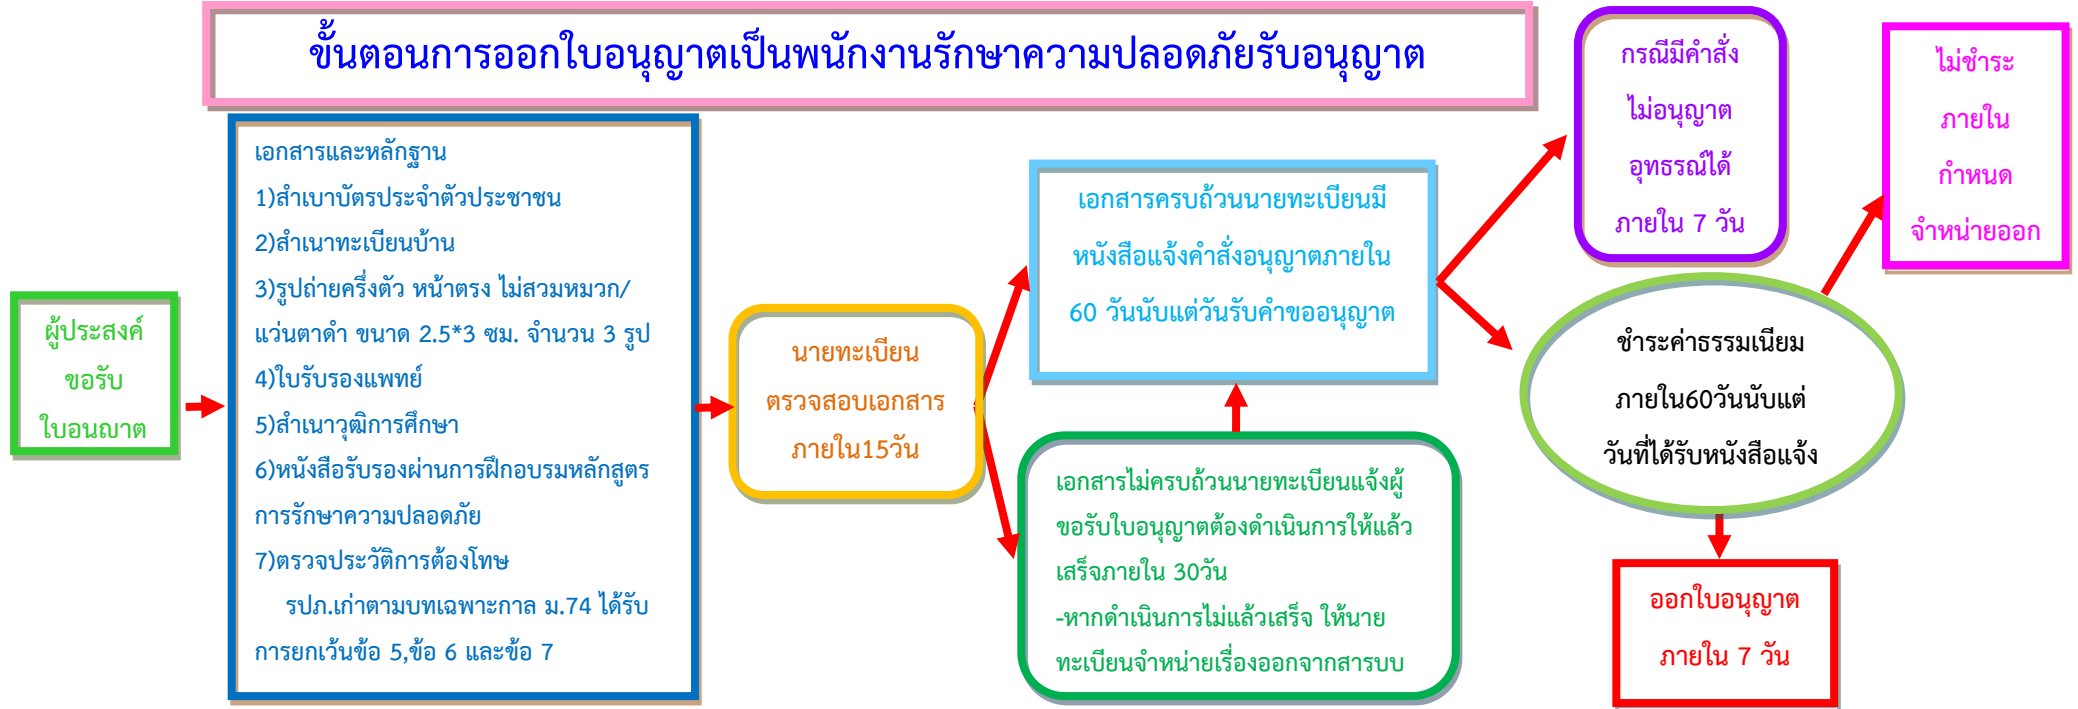 ขั้นตอนการออกใบอนุญาตเป็นพนักงานรักษาความปลอดภัยรับอนุญาต
ผู้ประสงค์
ขอรับ
ใบอนญาต
เอกสารและหลักฐาน
1)สำเบาบัตรประจำตัวประชาชน
2)สำเนาทะเบียนบ้าน
3)รูปถ่ายครึ่งตัว หน้าตรง ไม่สวมหมวก/
แว่นตาดำ ขนาด 2.5*3 ซม. จำนวน 3 รูป
4)ใบรับรองแพทย์
5)สำเนาวุฒิการศึกษา
6)หนังสือรับรองผ่านการฝึกอบรมหลักสูตร
การรักษาความปลอดภัย
7)ตรวจประวัติการต้องโทษ
รปภ.เก่าตามบทเฉพาะกาล ม.74 ได้รับ
การยกเว้นข้อ 5,ข้อ 6 และข้อ 7
นายทะเบียน
ตรวจสอบเอกสาร
ภายใน15วัน
เอกสารครบถ้วนนายทะเบียนมี
หนังสือแจ้งคำสั่งอนุญาตภายใน
60 วันนับแต่วันรับคำขออนุญาต
เอกสารไม่ครบถ้วนนายทะเบียนแจ้งผู้
ขอรับใบอนุญาตต้องดำเนินการให้แล้ว
เสร็จภายใน 30วัน
-หากดำเนินการไม่แล้วเสร็จ ให้นาย
ทะเบียนจำหน่ายเรื่องออกจากสารบบ
กรณีมีคำสั่ง
ไม่อนุญาต
อุทธรณ์ได้
ภายใน 7 วัน
ชำระค่าธรรมเนียม
ภายใน60วันนับแต่
วันที่ได้รับหนังสือแจ้ง
ไม่ชำระ
ภายใน
กำหนด
จำหน่ายออก
ออกใบอนุญาต
ภายใน 7 วัน